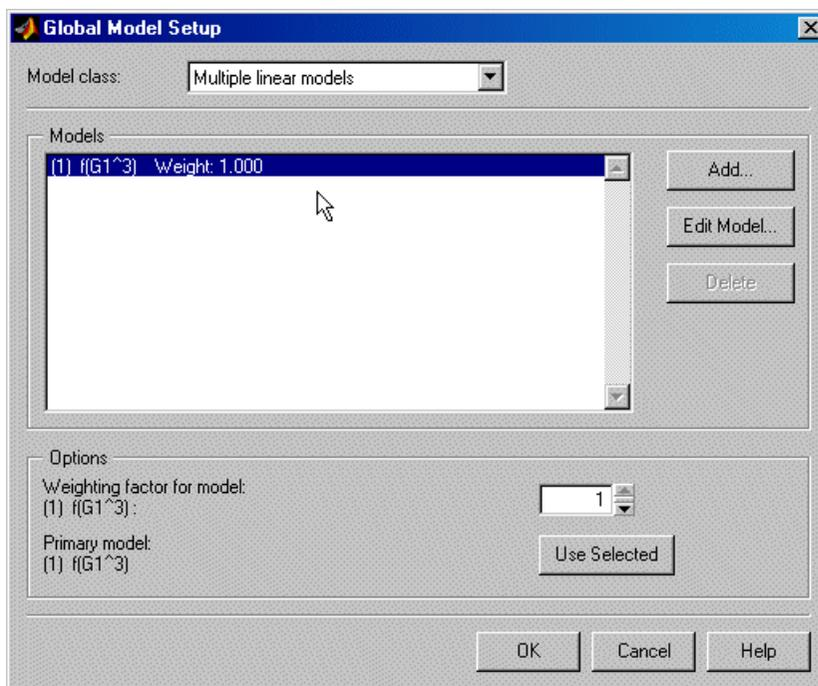 Global Model Setup
Model class: Multiple linear models
Models
(1) f(G1^3) Weight: 1.000
Add...
Edit Model...
Delete
Options
Weighting factor for model:
(1) f(G1^3) :
1
Primary model:
(1) f(G1^3)
Use Selected
OK Cancel Help